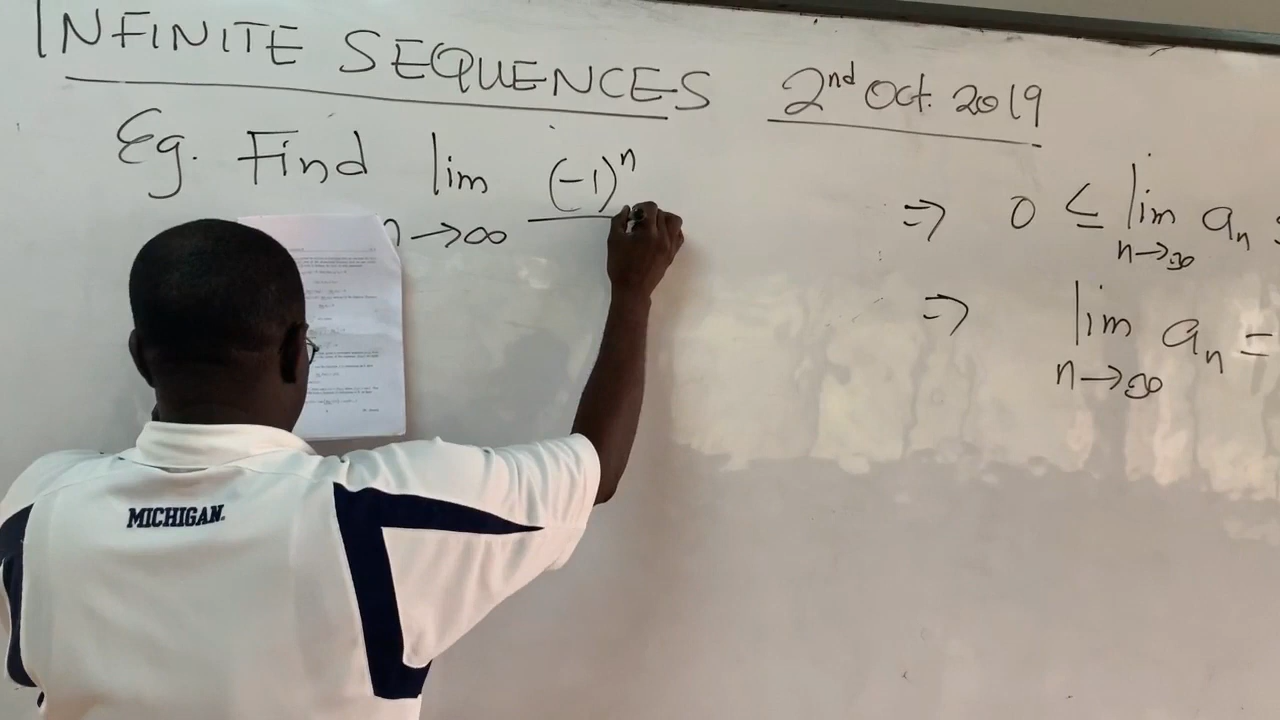 INFINITE SEQUENCES 2nd Oct. 2019
Eg. Find lim (-1)^n
n→∞
⇒ 0 ≤ lim a_n ≤
n→∞
⇒ lim a_n =
n→∞
MICHIGAN.